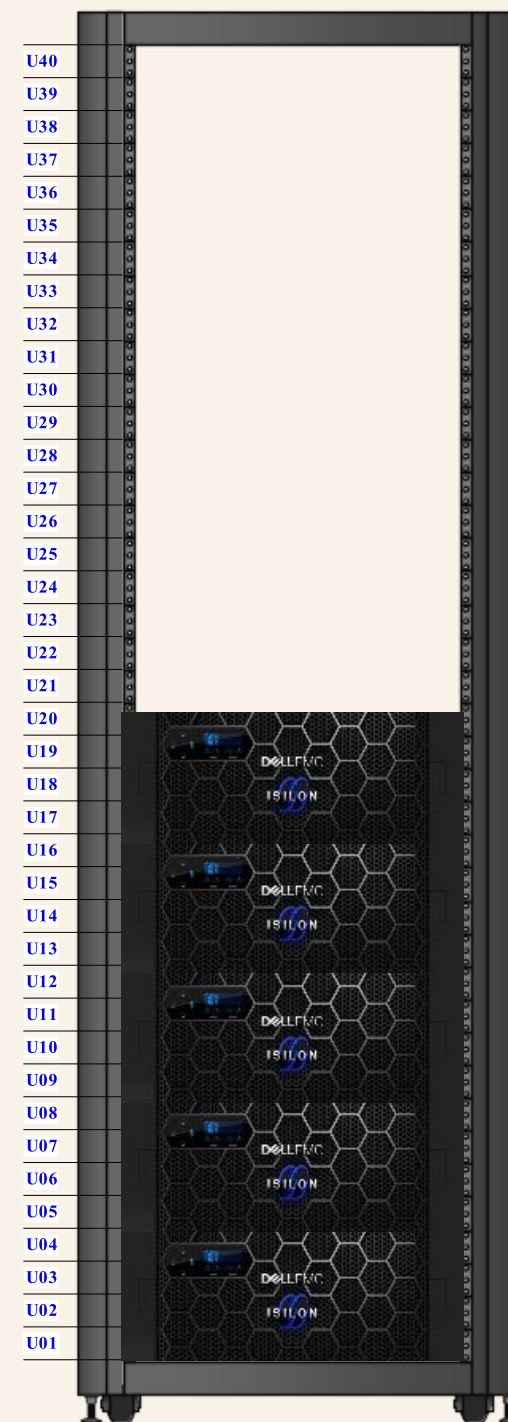 U40
U39
U38
U37
U36
U35
U34
U33
U32
U31
U30
U29
U28
U27
U26
U25
U24
U23
U22
U21
U20
U19
DELLEMC
U18
ISILON
U17
U16
U15
DELLEMC
U14
ISILON
U13
U12
U11
DELLEMC
U10
ISILON
U09
U08
U07
DELLEMC
U06
ISILON
U05
U04
U03
DELLEMC
U02
ISILON
U01